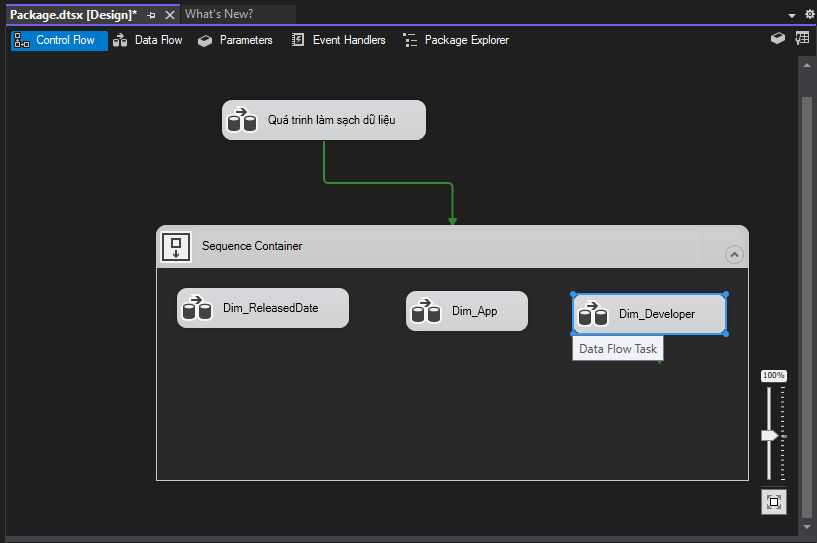 Package.dtsx [Design]* What's New?
Control Flow Data Flow Parameters Event Handlers Package Explorer
Quá trình làm sạch dữ liệu
Sequence Container
Dim_ReleasedDate Dim_App Dim_Developer
Data Flow Task
100%